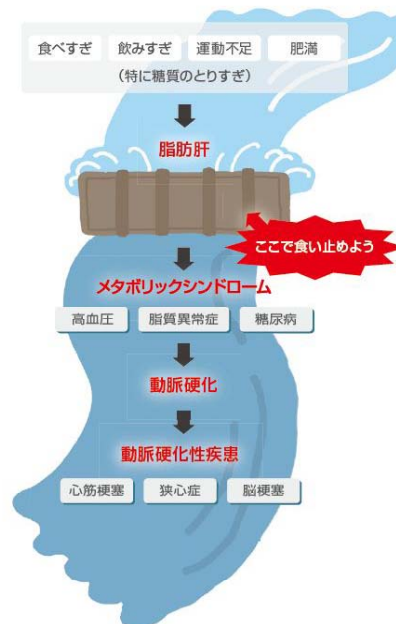 食べすぎ 飲みすぎ 運動不足 肥満
（特に糖質のとりすぎ）
脂肪肝
ここで食い止めよう
メタボリックシンドローム
高血圧 脂質異常症 糖尿病
動脈硬化
動脈硬化性疾患
心筋梗塞 狭心症 脳梗塞